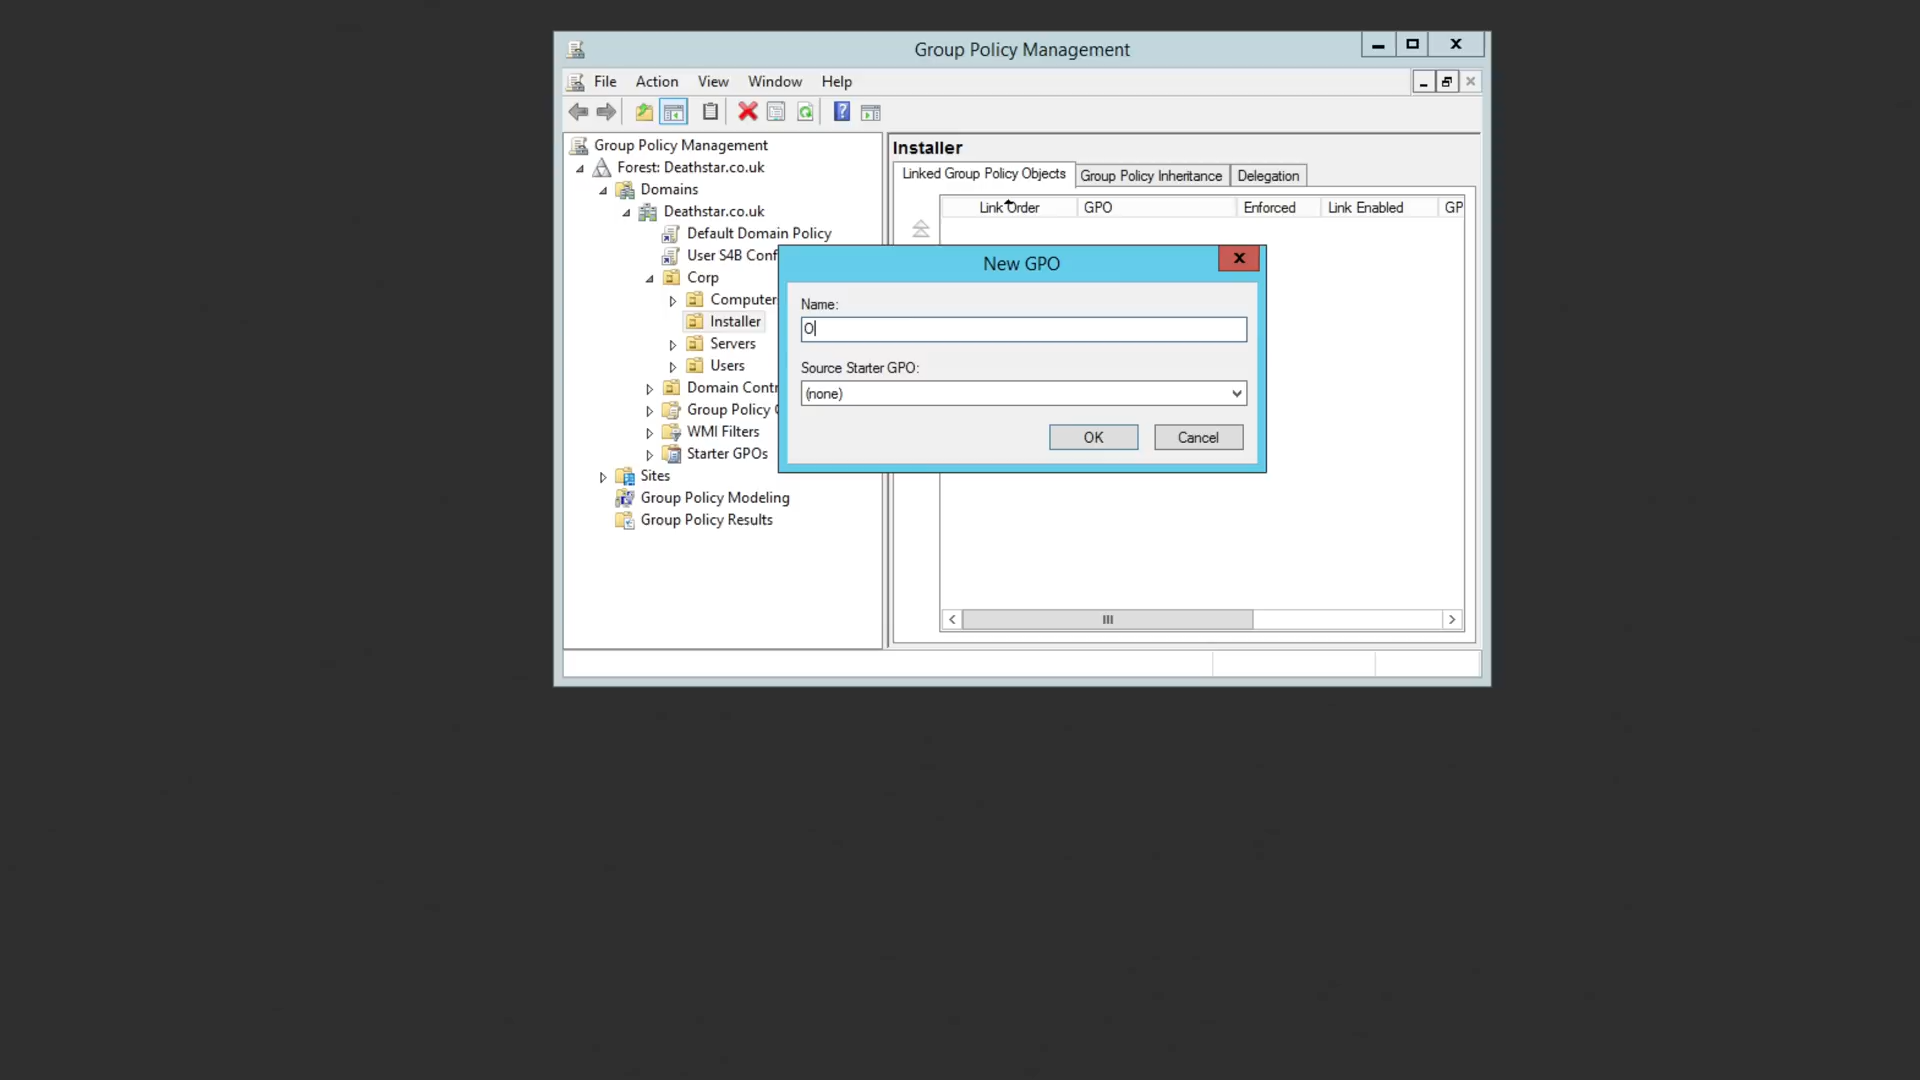 Group Policy Management
File Action View Window Help
Group Policy Management
Forest: Deathstar.co.uk
Domains
Deathstar.co.uk
Default Domain Policy
User S4B Conf
Corp
Computer
Installer
Servers
Users
Domain Contr
Group Policy
WMI Filters
Starter GPOs
Sites
Group Policy Modeling
Group Policy Results
Installer
Linked Group Policy Objects Group Policy Inheritance Delegation
Link Order GPO Enforced Link Enabled GP
New GPO
Name:
O
Source Starter GPO:
(none)
OK Cancel